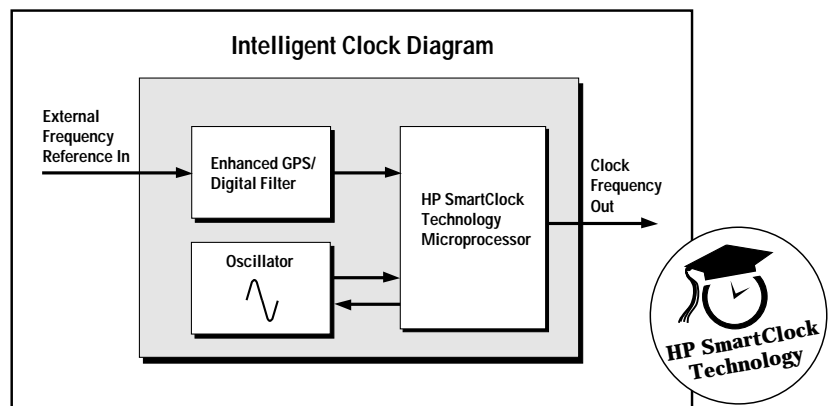 Intelligent Clock Diagram
External
Frequency
Reference In
Enhanced GPS/
Digital Filter
HP SmartClock
Technology
Microprocessor
Clock
Frequency
Out
Oscillator
HP SmartClock
Technology